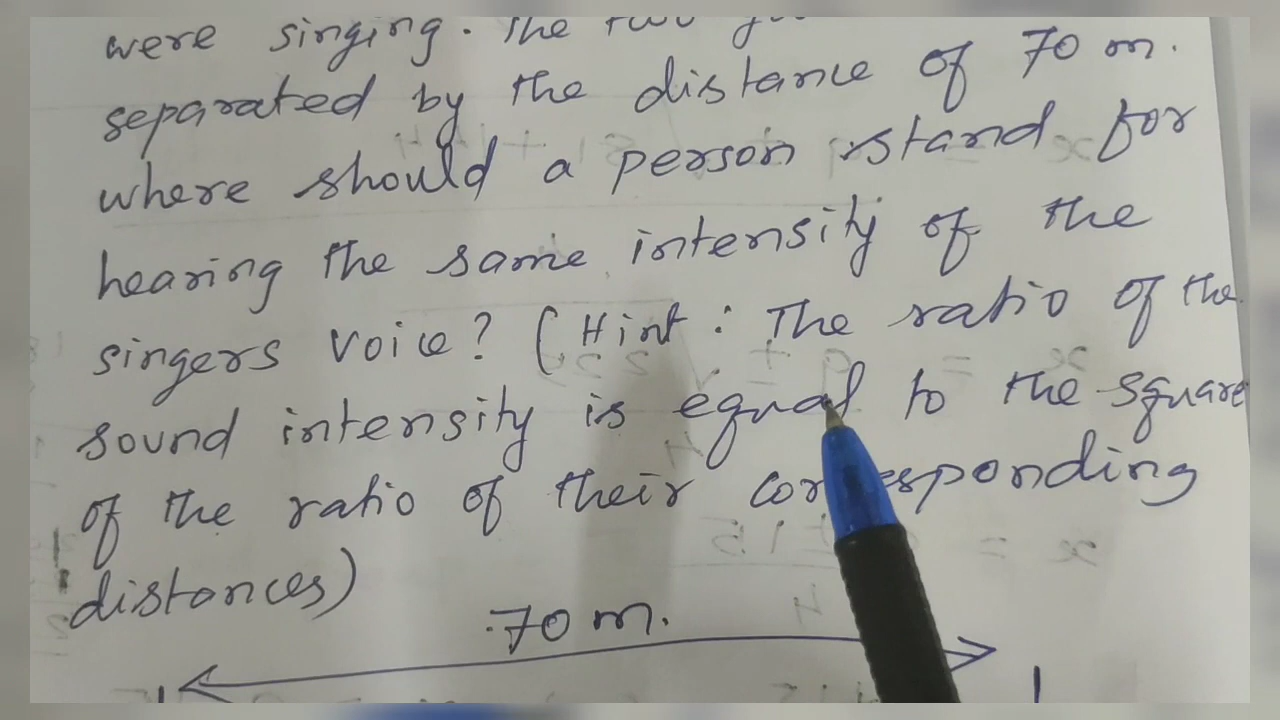 were singing. The two
separated by the distance of 70 m.
where should a person stand for
hearing the same intensity of the
singers voice? (Hint : The ratio of the
sound intensity is equal to the square
of the ratio of their corresponding
distances)
70 m.